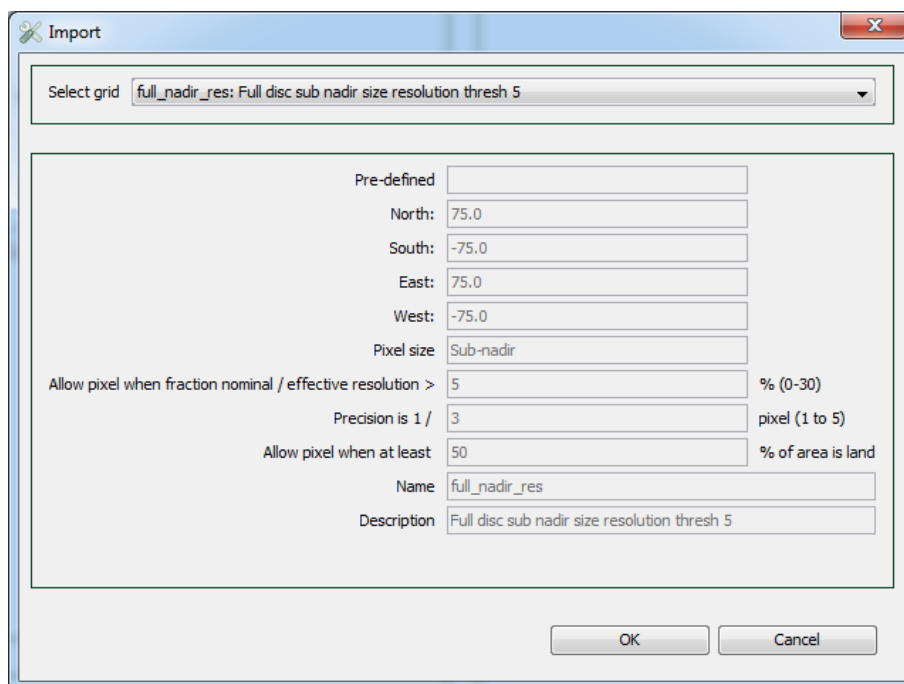 Import
Select grid full_nadir_res: Full disc sub nadir size resolution thresh 5
Pre-defined
North: 75.0
South: -75.0
East: 75.0
West: -75.0
Pixel size Sub-nadir
Allow pixel when fraction nominal / effective resolution > 5 % (0-30)
Precision is 1 / 3 pixel (1 to 5)
Allow pixel when at least 50 % of area is land
Name full_nadir_res
Description Full disc sub nadir size resolution thresh 5
OK Cancel